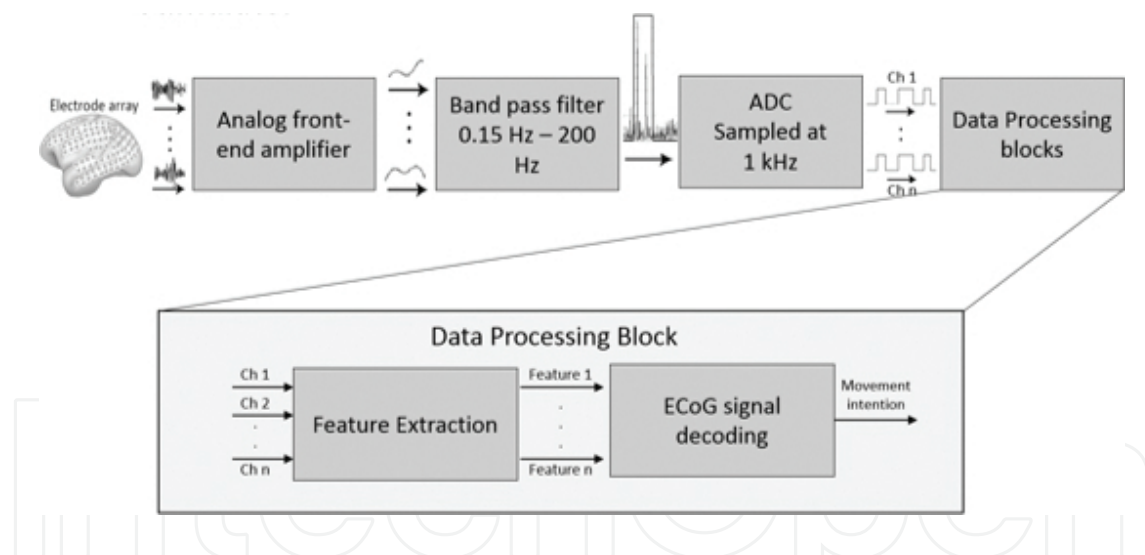 Electrode array
Analog front-
end amplifier
Band pass filter
0.15 Hz – 200
Hz
ADC
Sampled at
1 kHz
Ch 1
Ch n
Data Processing
blocks
Data Processing Block
Ch 1
Ch 2
Ch n
Feature Extraction
Feature 1
Feature n
ECoG signal
decoding
Movement
intention